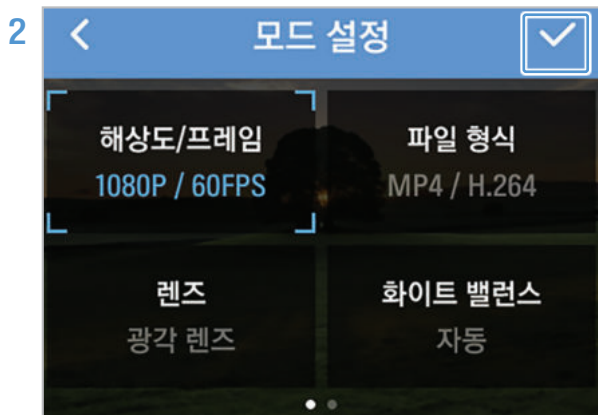 2
모드 설정
해상도/프레임
1080P / 60FPS
파일 형식
MP4 / H.264
렌즈
광각 렌즈
화이트 밸런스
자동